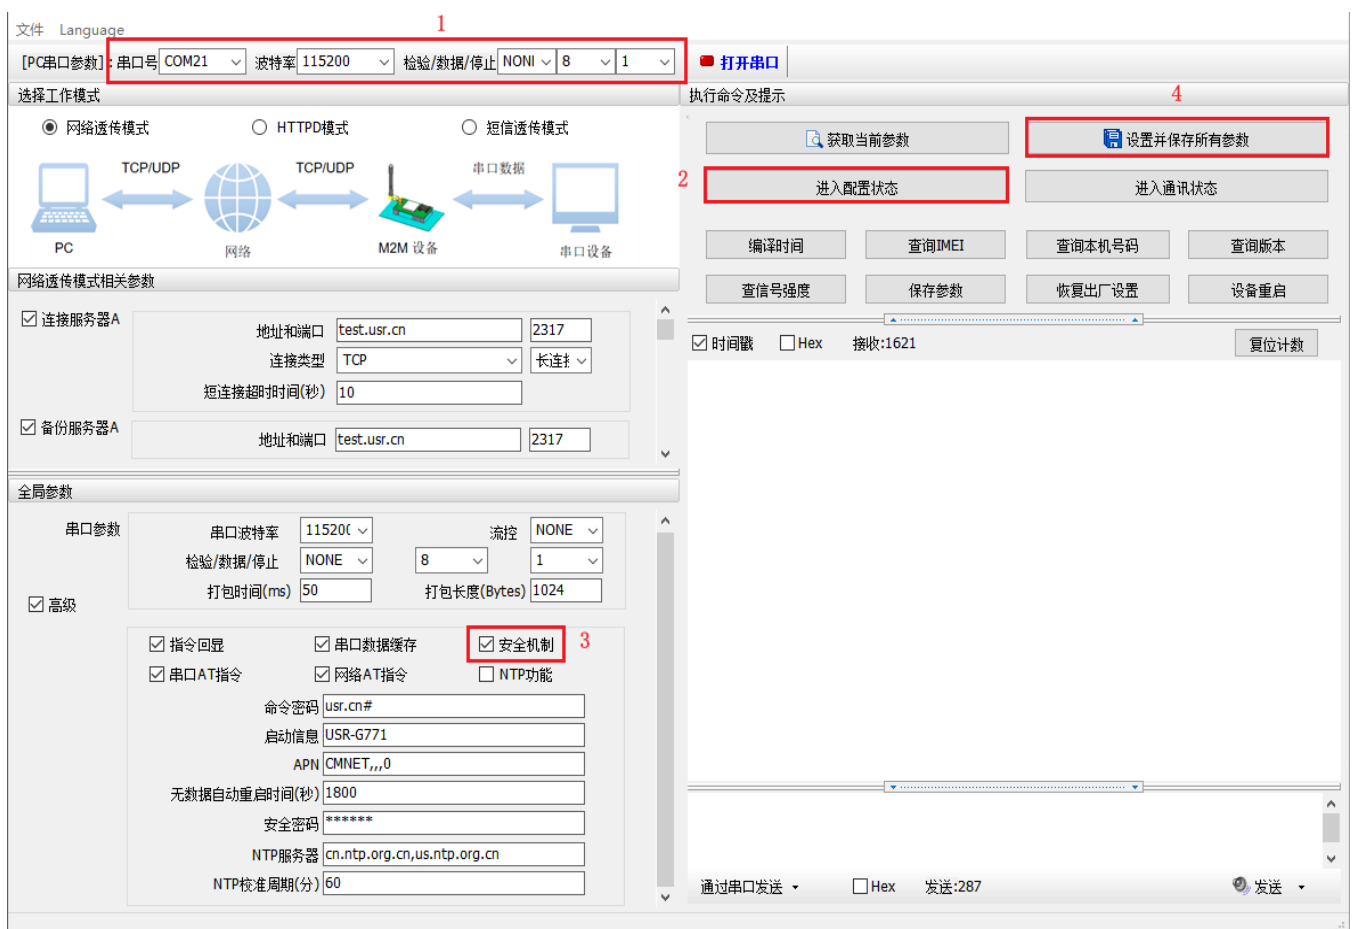 文件 Language
1
[PC串口参数]: 串口号 COM21 波特率 115200 检验/数据/停止 NONI 8 1 打开串口
选择工作模式
网络透传模式 HTTPD模式 短信透传模式
TCP/UDP TCP/UDP 串口数据
PC 网络 M2M 设备 串口设备
网络透传模式相关参数
连接服务器A
地址和端口 test.usr.cn 2317
连接类型 TCP 长连接
短连接超时时间(秒) 10
备份服务器A
地址和端口 test.usr.cn 2317
全局参数
串口参数
串口波特率 115200 流控 NONE
检验/数据/停止 NONE 8 1
打包时间(ms) 50 打包长度(Bytes) 1024
高级
指令回显 串口数据缓存 安全机制 3
串口AT指令 网络AT指令 NTP功能
命令密码 usr.cn#
启动信息 USR-G771
APN CMNET,,,0
无数据自动重启时间(秒) 1800
安全密码 ******
NTP服务器 cn.ntp.org.cn,us.ntp.org.cn
NTP校准周期(分) 60
执行命令及提示
4
获取当前参数 设置并保存所有参数
2
进入配置状态 进入通讯状态
编译时间 查询IMEI 查询本机号码 查询版本
查信号强度 保存参数 恢复出厂设置 设备重启
时间戳 Hex 接收:1621 复位计数
通过串口发送 Hex 发送:287 发送